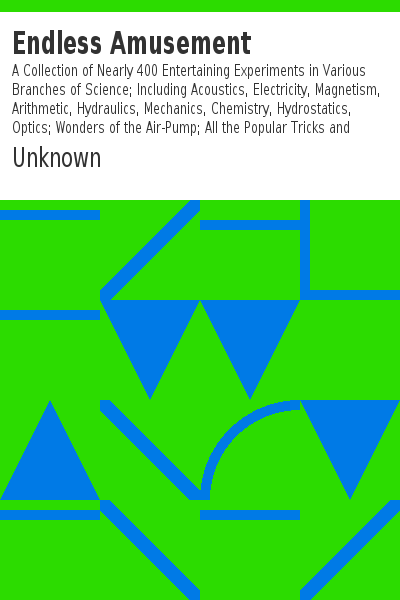 Endless Amusement
A Collection of Nearly 400 Entertaining Experiments in Various
Branches of Science; Including Acoustics, Electricity, Magnetism,
Arithmetic, Hydraulics, Mechanics, Chemistry, Hydrostatics,
Optics; Wonders of the Air-Pump; All the Popular Tricks and
Unknown